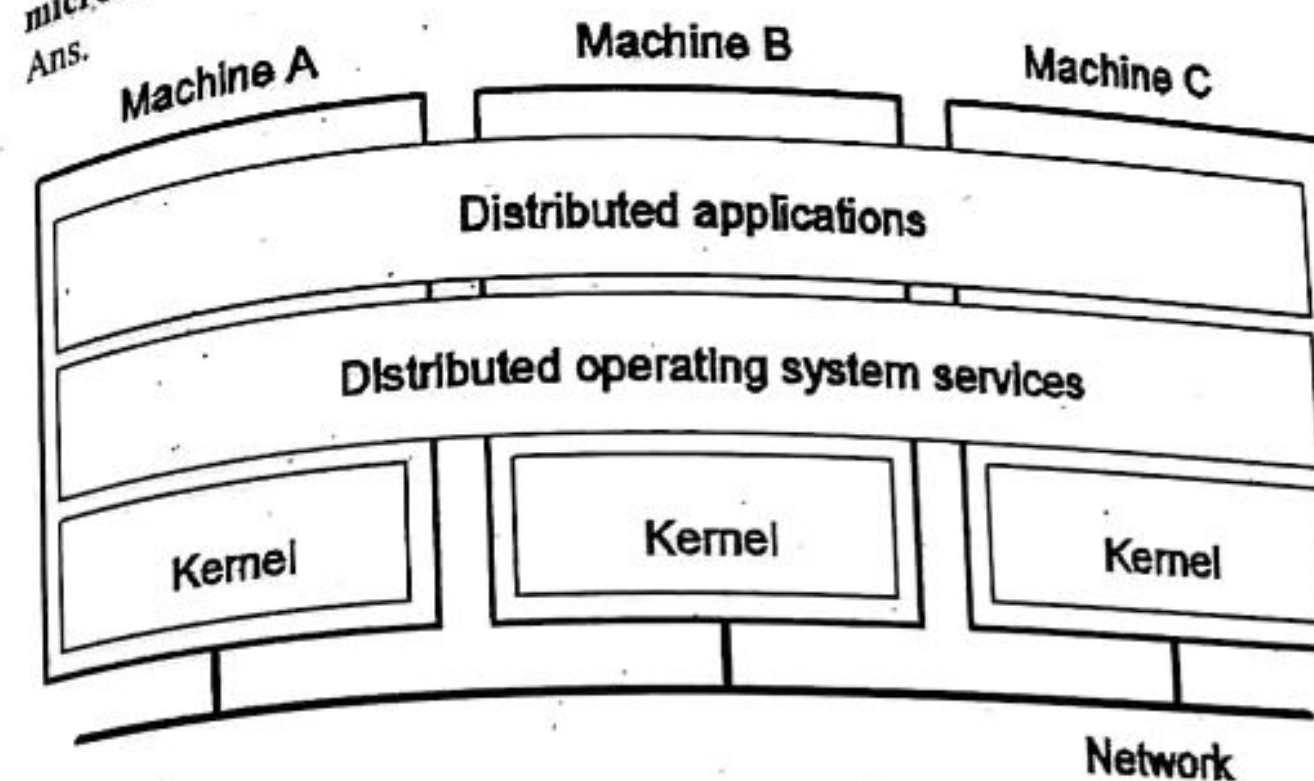 Ans.
Machine A
Machine B
Machine C
Distributed applications
Distributed operating system services
Kernel
Kernel
Kernel
Network